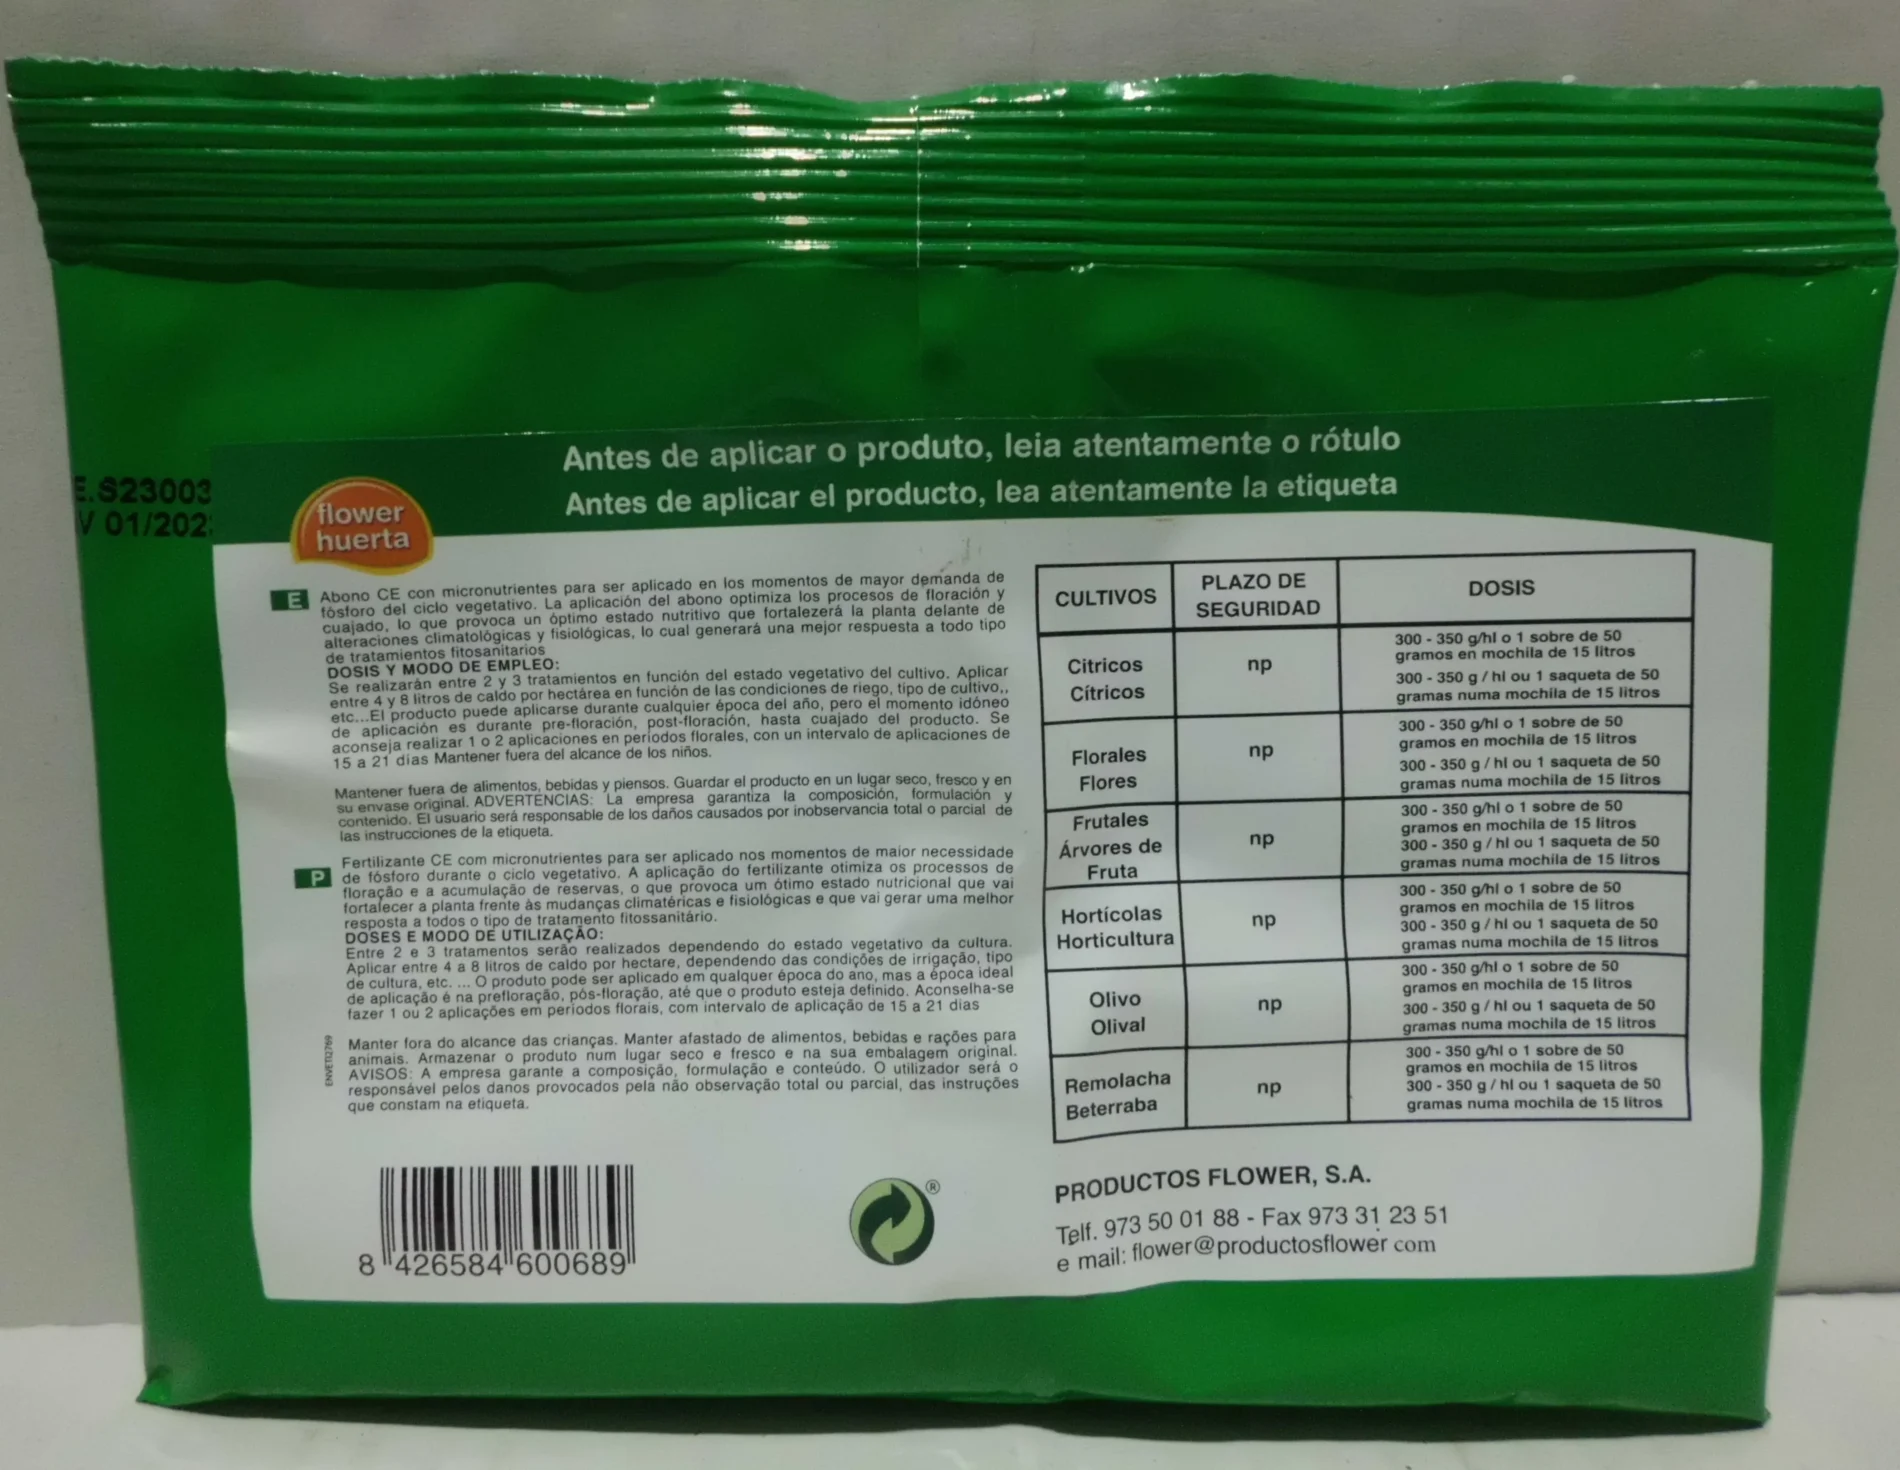 Antes de aplicar o produto, leia atentamente o rótulo
Antes de aplicar el producto, lea atentamente la etiqueta
E.S23003
V 01/202
flower
huerta
E
Abono CE con micronutrientes para ser aplicado en los momentos de mayor demanda de
fósforo del ciclo vegetativo. La aplicación del abono optimiza los procesos de floración y
cuajado, lo que provoca un óptimo estado nutritivo que fortalezerá la planta delante de
alteraciones climatológicas y fisiológicas, lo cual generará una mejor respuesta a todo tipo
de tratamientos fitosanitarios
DOSIS Y MODO DE EMPLEO:
Se realizarán entre 2 y 3 tratamientos en función del estado vegetativo del cultivo. Aplicar
entre 4 y 8 litros de caldo por hectárea en función de las condiciones de riego, tipo de cultivo,,
etc...El producto puede aplicarse durante cualquier época del año, pero el momento idóneo
de aplicación es durante pre-floración, post-floración, hasta cuajado del producto. Se
aconseja realizar 1 o 2 aplicaciones en periodos florales, con un intervalo de aplicaciones de
15 a 21 días Mantener fuera del alcance de los niños.
Mantener fuera de alimentos, bebidas y piensos. Guardar el producto en un lugar seco, fresco y en
su envase original. ADVERTENCIAS: La empresa garantiza la composición, formulación y
contenido. El usuario será responsable de los daños causados por inobservancia total o parcial de
las instrucciones de la etiqueta.
P
Fertilizante CE com micronutrientes para ser aplicado nos momentos de maior necessidade
de fósforo durante o ciclo vegetativo. A aplicação do fertilizante otimiza os processos de
floração e a acumulação de reservas, o que provoca um ótimo estado nutricional que vai
fortalecer a planta frente às mudanças climatéricas e fisiológicas e que vai gerar uma melhor
resposta a todos o tipo de tratamento fitossanitário.
DOSES E MODO DE UTILIZAÇÃO:
Entre 2 e 3 tratamentos serão realizados dependendo do estado vegetativo da cultura.
Aplicar entre 4 a 8 litros de caldo por hectare, dependendo das condições de irrigação, tipo
de cultura, etc. ... O produto pode ser aplicado em qualquer época do ano, mas a época ideal
de aplicação é na prefloração, pós-floração, até que o produto esteja definido. Aconselha-se
fazer 1 ou 2 aplicações em períodos florais, com intervalo de aplicação de 15 a 21 dias
Manter fora do alcance das crianças. Manter afastado de alimentos, bebidas e rações para
animais. Armazenar o produto num lugar seco e fresco e na sua embalagem original.
AVISOS: A empresa garante a composição, formulação e conteúdo. O utilizador será o
responsável pelos danos provocados pela não observação total ou parcial, das instruções
que constam na etiqueta.
ENVETI2769
CULTIVOS PLAZO DE SEGURIDAD DOSIS
Citricos
Cítricos
np
300 - 350 g/hl o 1 sobre de 50
gramos en mochila de 15 litros
300 - 350 g / hl ou 1 saqueta de 50
gramas numa mochila de 15 litros
Florales
Flores
np
300 - 350 g/hl o 1 sobre de 50
gramos en mochila de 15 litros
300 - 350 g / hl ou 1 saqueta de 50
gramas numa mochila de 15 litros
Frutales
Árvores de
Fruta
np
300 - 350 g/hl o 1 sobre de 50
gramos en mochila de 15 litros
300 - 350 g / hl ou 1 saqueta de 50
gramas numa mochila de 15 litros
Hortícolas
Horticultura
np
300 - 350 g/hl o 1 sobre de 50
gramos en mochila de 15 litros
300 - 350 g / hl ou 1 saqueta de 50
gramas numa mochila de 15 litros
Olivo
Olival
np
300 - 350 g/hl o 1 sobre de 50
gramos en mochila de 15 litros
300 - 350 g / hl ou 1 saqueta de 50
gramas numa mochila de 15 litros
Remolacha
Beterraba
np
300 - 350 g/hl o 1 sobre de 50
gramos en mochila de 15 litros
300 - 350 g / hl ou 1 saqueta de 50
gramas numa mochila de 15 litros
8 426584 600689
®
PRODUCTOS FLOWER, S.A.
Telf. 973 50 01 88 - Fax 973 31 23 51
e mail: flower@productosflower com